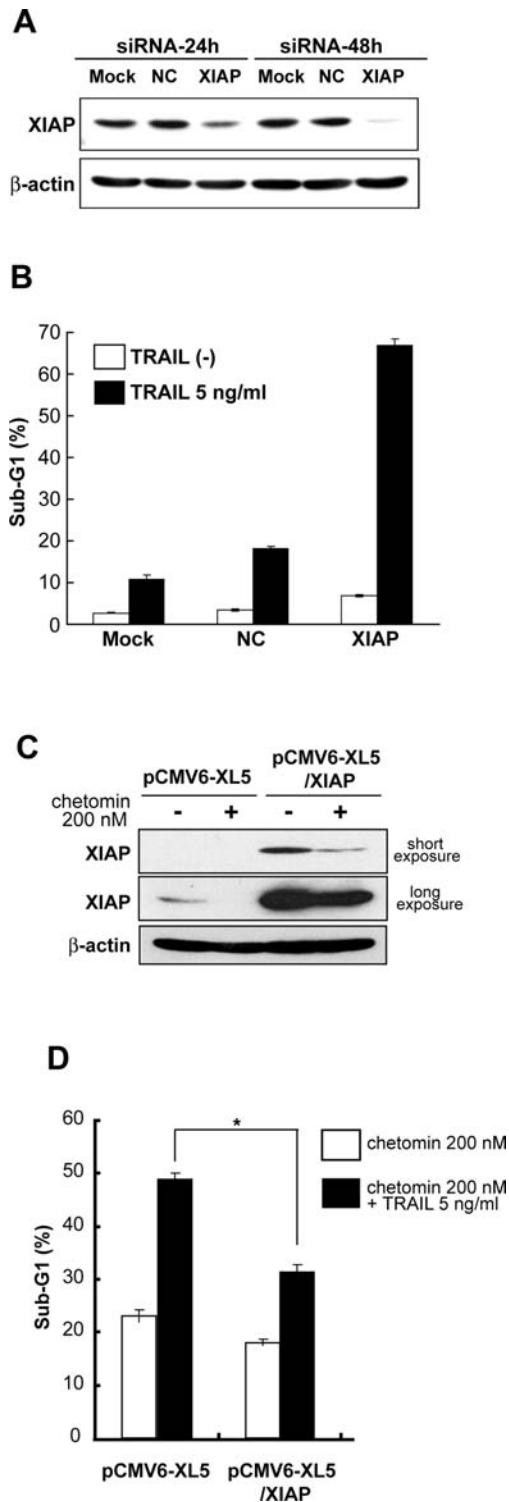 A
siRNA-24h siRNA-48h
Mock NC XIAP Mock NC XIAP
XIAP
β-actin
B
70
60
50
40
30
20
10
0
Sub-G1 (%)
TRAIL (-)
TRAIL 5 ng/ml
Mock NC XIAP
C
pCMV6-XL5 pCMV6-XL5
/XIAP
chetomin
200 nM - + - +
XIAP short
exposure
XIAP long
exposure
β-actin
D
60
50
40
30
20
10
0
Sub-G1 (%)
*
chetomin 200 nM
chetomin 200 nM
+ TRAIL 5 ng/ml
pCMV6-XL5 pCMV6-XL5
/XIAP